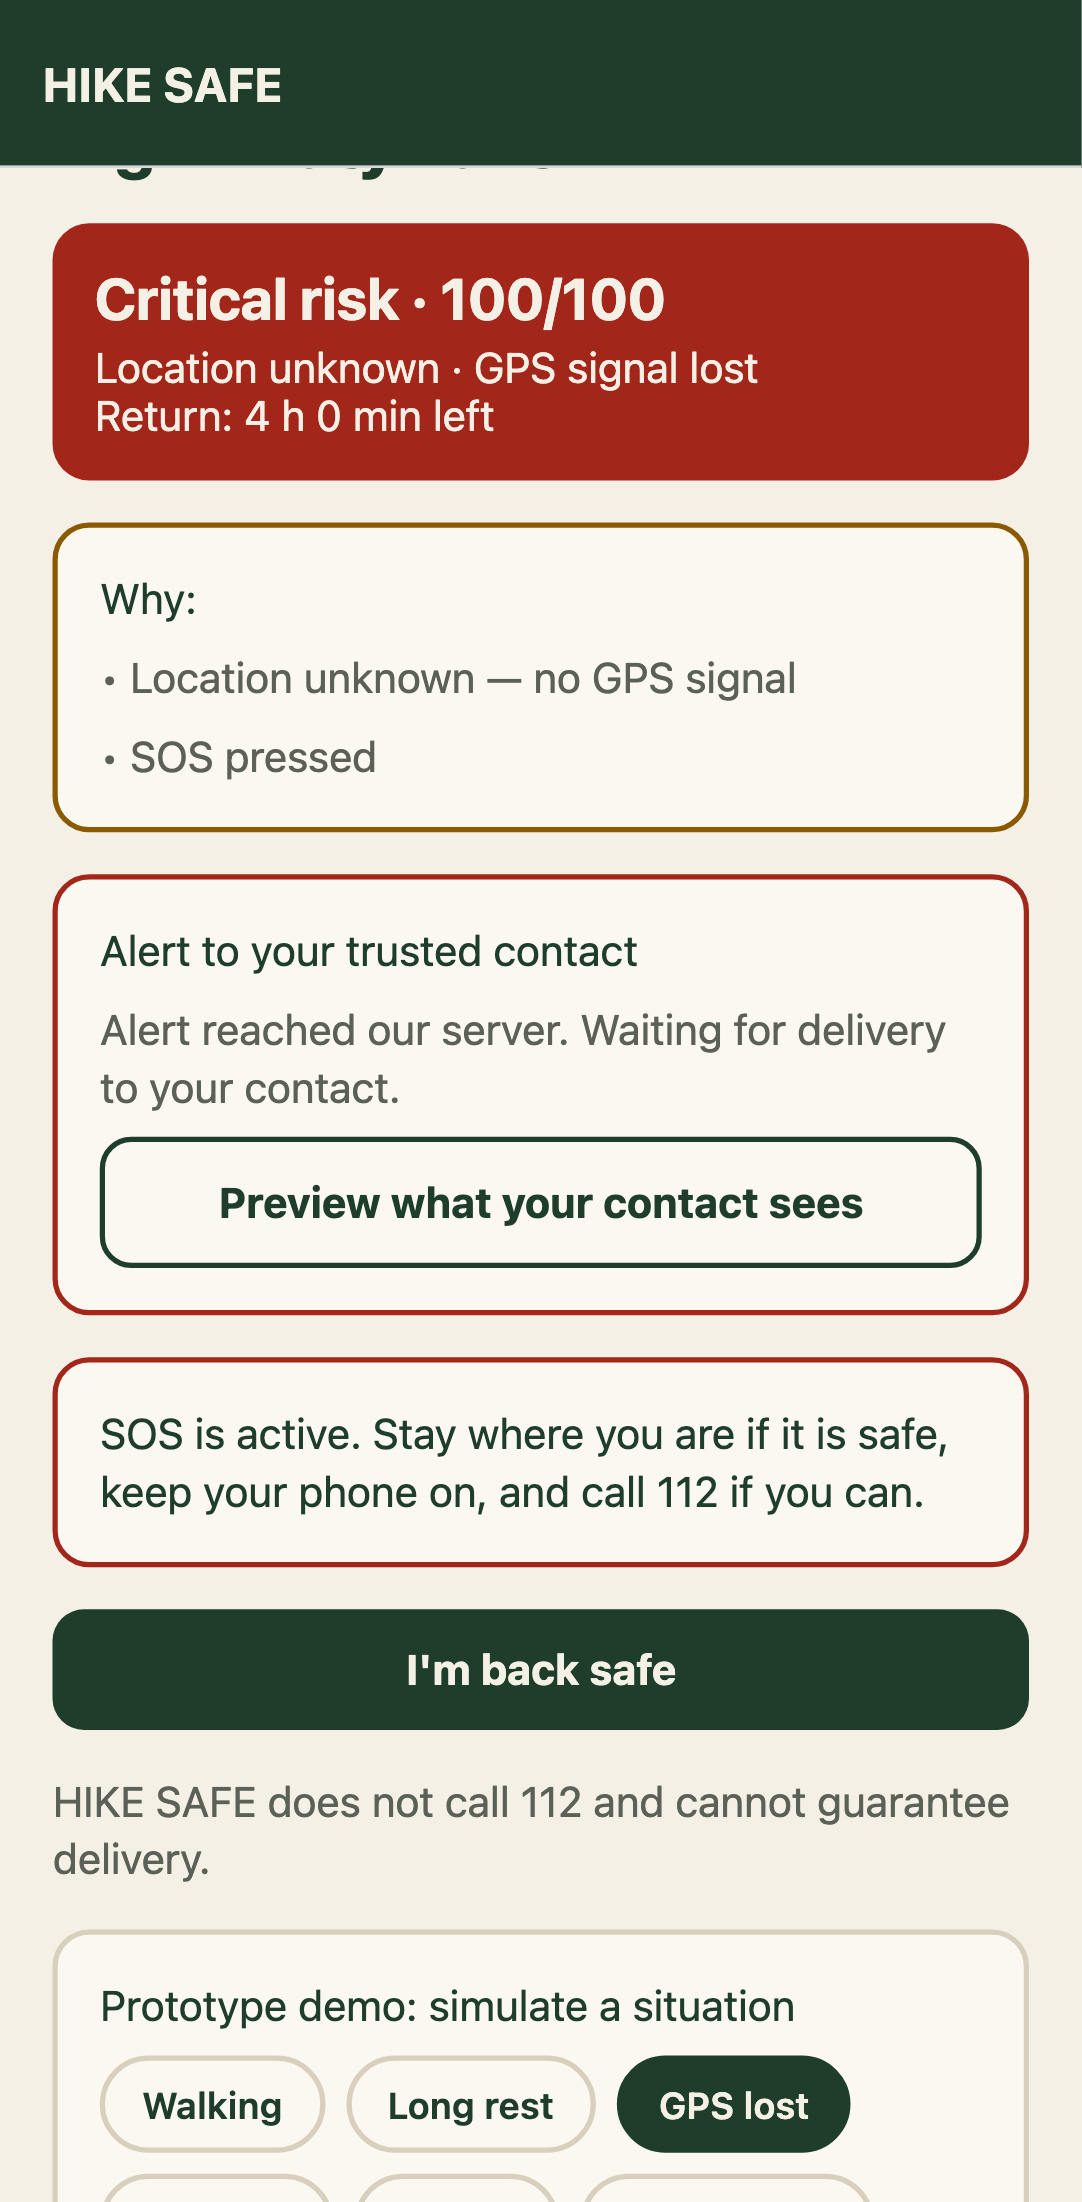 HIKE SAFE
Critical risk · 100/100
Location unknown · GPS signal lost
Return: 4 h 0 min left
Why:
• Location unknown — no GPS signal
• SOS pressed
Alert to your trusted contact
Alert reached our server. Waiting for delivery
to your contact.
Preview what your contact sees
SOS is active. Stay where you are if it is safe,
keep your phone on, and call 112 if you can.
I'm back safe
HIKE SAFE does not call 112 and cannot guarantee
delivery.
Prototype demo: simulate a situation
Walking
Long rest
GPS lost